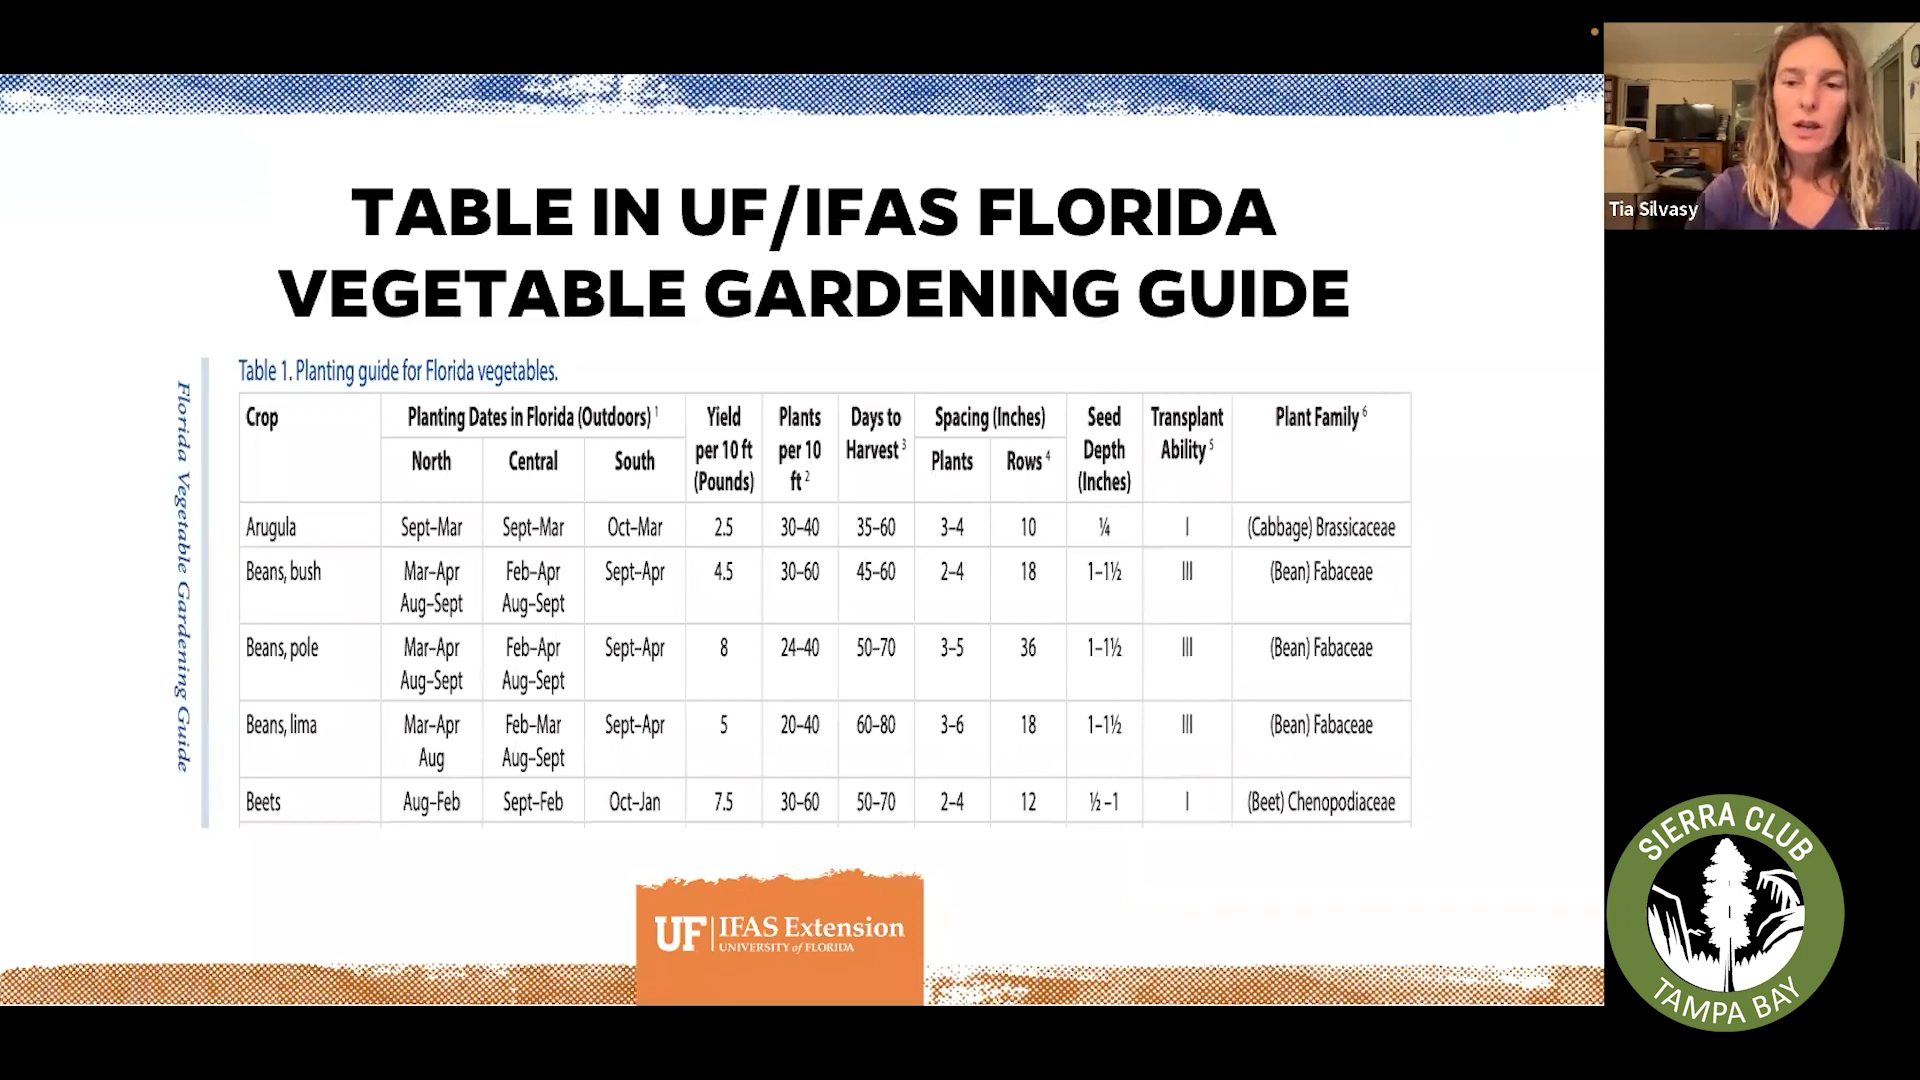 TABLE IN UF/IFAS FLORIDA
VEGETABLE GARDENING GUIDE
Tia Silvasy
Florida Vegetable Gardening Guide
Table 1. Planting guide for Florida vegetables.
Crop Planting Dates in Florida (Outdoors) 1 Yield per 10 ft (Pounds) Plants per 10 ft 2 Days to Harvest 3 Spacing (Inches) Seed Depth (Inches) Transplant Ability 5 Plant Family 6
North Central South Plants Rows 4
Arugula Sept–Mar Sept–Mar Oct–Mar 2.5 30–40 35–60 3–4 10 ¼ I (Cabbage) Brassicaceae
Beans, bush Mar–Apr Feb–Apr Sept–Apr 4.5 30–60 45–60 2–4 18 1–1½ III (Bean) Fabaceae
Aug–Sept Aug–Sept
Beans, pole Mar–Apr Feb–Apr Sept–Apr 8 24–40 50–70 3–5 36 1–1½ III (Bean) Fabaceae
Aug–Sept Aug–Sept
Beans, lima Mar–Apr Feb–Mar Sept–Apr 5 20–40 60–80 3–6 18 1–1½ III (Bean) Fabaceae
Aug Aug–Sept
Beets Aug–Feb Sept–Feb Oct–Jan 7.5 30–60 50–70 2–4 12 ½–1 I (Beet) Chenopodiaceae
UF IFAS Extension
UNIVERSITY of FLORIDA
SIERRA CLUB
TAMPA BAY